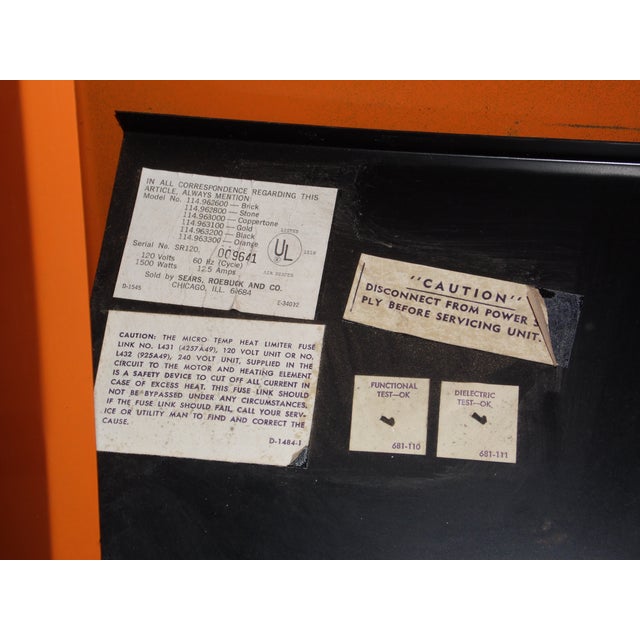 IN ALL CORRESPONDENCE REGARDING THIS
ARTICLE, ALWAYS MENTION:
Model No. 114.962600 — Brick
114.962800 — Stone
114.963000 — Coppertone
114.963100 — Gold
114.963200 — Black
114.963300 — Orange
Serial No. SR120. 009641
120 Volts 60 Hz (Cycle)
1500 Watts 12.5 Amps
Sold by SEARS, ROEBUCK AND CO.
CHICAGO, ILL. 60684
D-1545 E-34012
LISTED
UL
AIR HEATER
"CAUTION"
DISCONNECT FROM POWER S
PLY BEFORE SERVICING UNIT.
CAUTION: THE MICRO TEMP HEAT LIMITER FUSE
LINK NO. L431 (4257A49), 120 VOLT UNIT OR NO.
L432 (925A49), 240 VOLT UNIT. SUPPLIED IN THE
CIRCUIT TO THE MOTOR AND HEATING ELEMENT
IS A SAFETY DEVICE TO CUT OFF ALL CURRENT IN
CASE OF EXCESS HEAT. THIS FUSE LINK SHOULD
NOT BE BYPASSED UNDER ANY CIRCUMSTANCES.
IF THE FUSE LINK SHOULD FAIL, CALL YOUR SERV-
ICE OR UTILITY MAN TO FIND AND CORRECT THE
CAUSE.
D-1484-1
FUNCTIONAL
TEST—OK
681-110
DIELECTRIC
TEST—OK
681-111